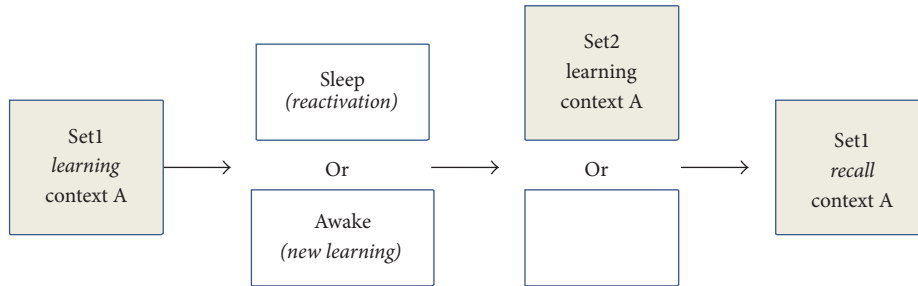 Set1
learning
context A
Sleep
(reactivation)
Or
Awake
(new learning)
Set2
learning
context A
Or
Set1
recall
context A